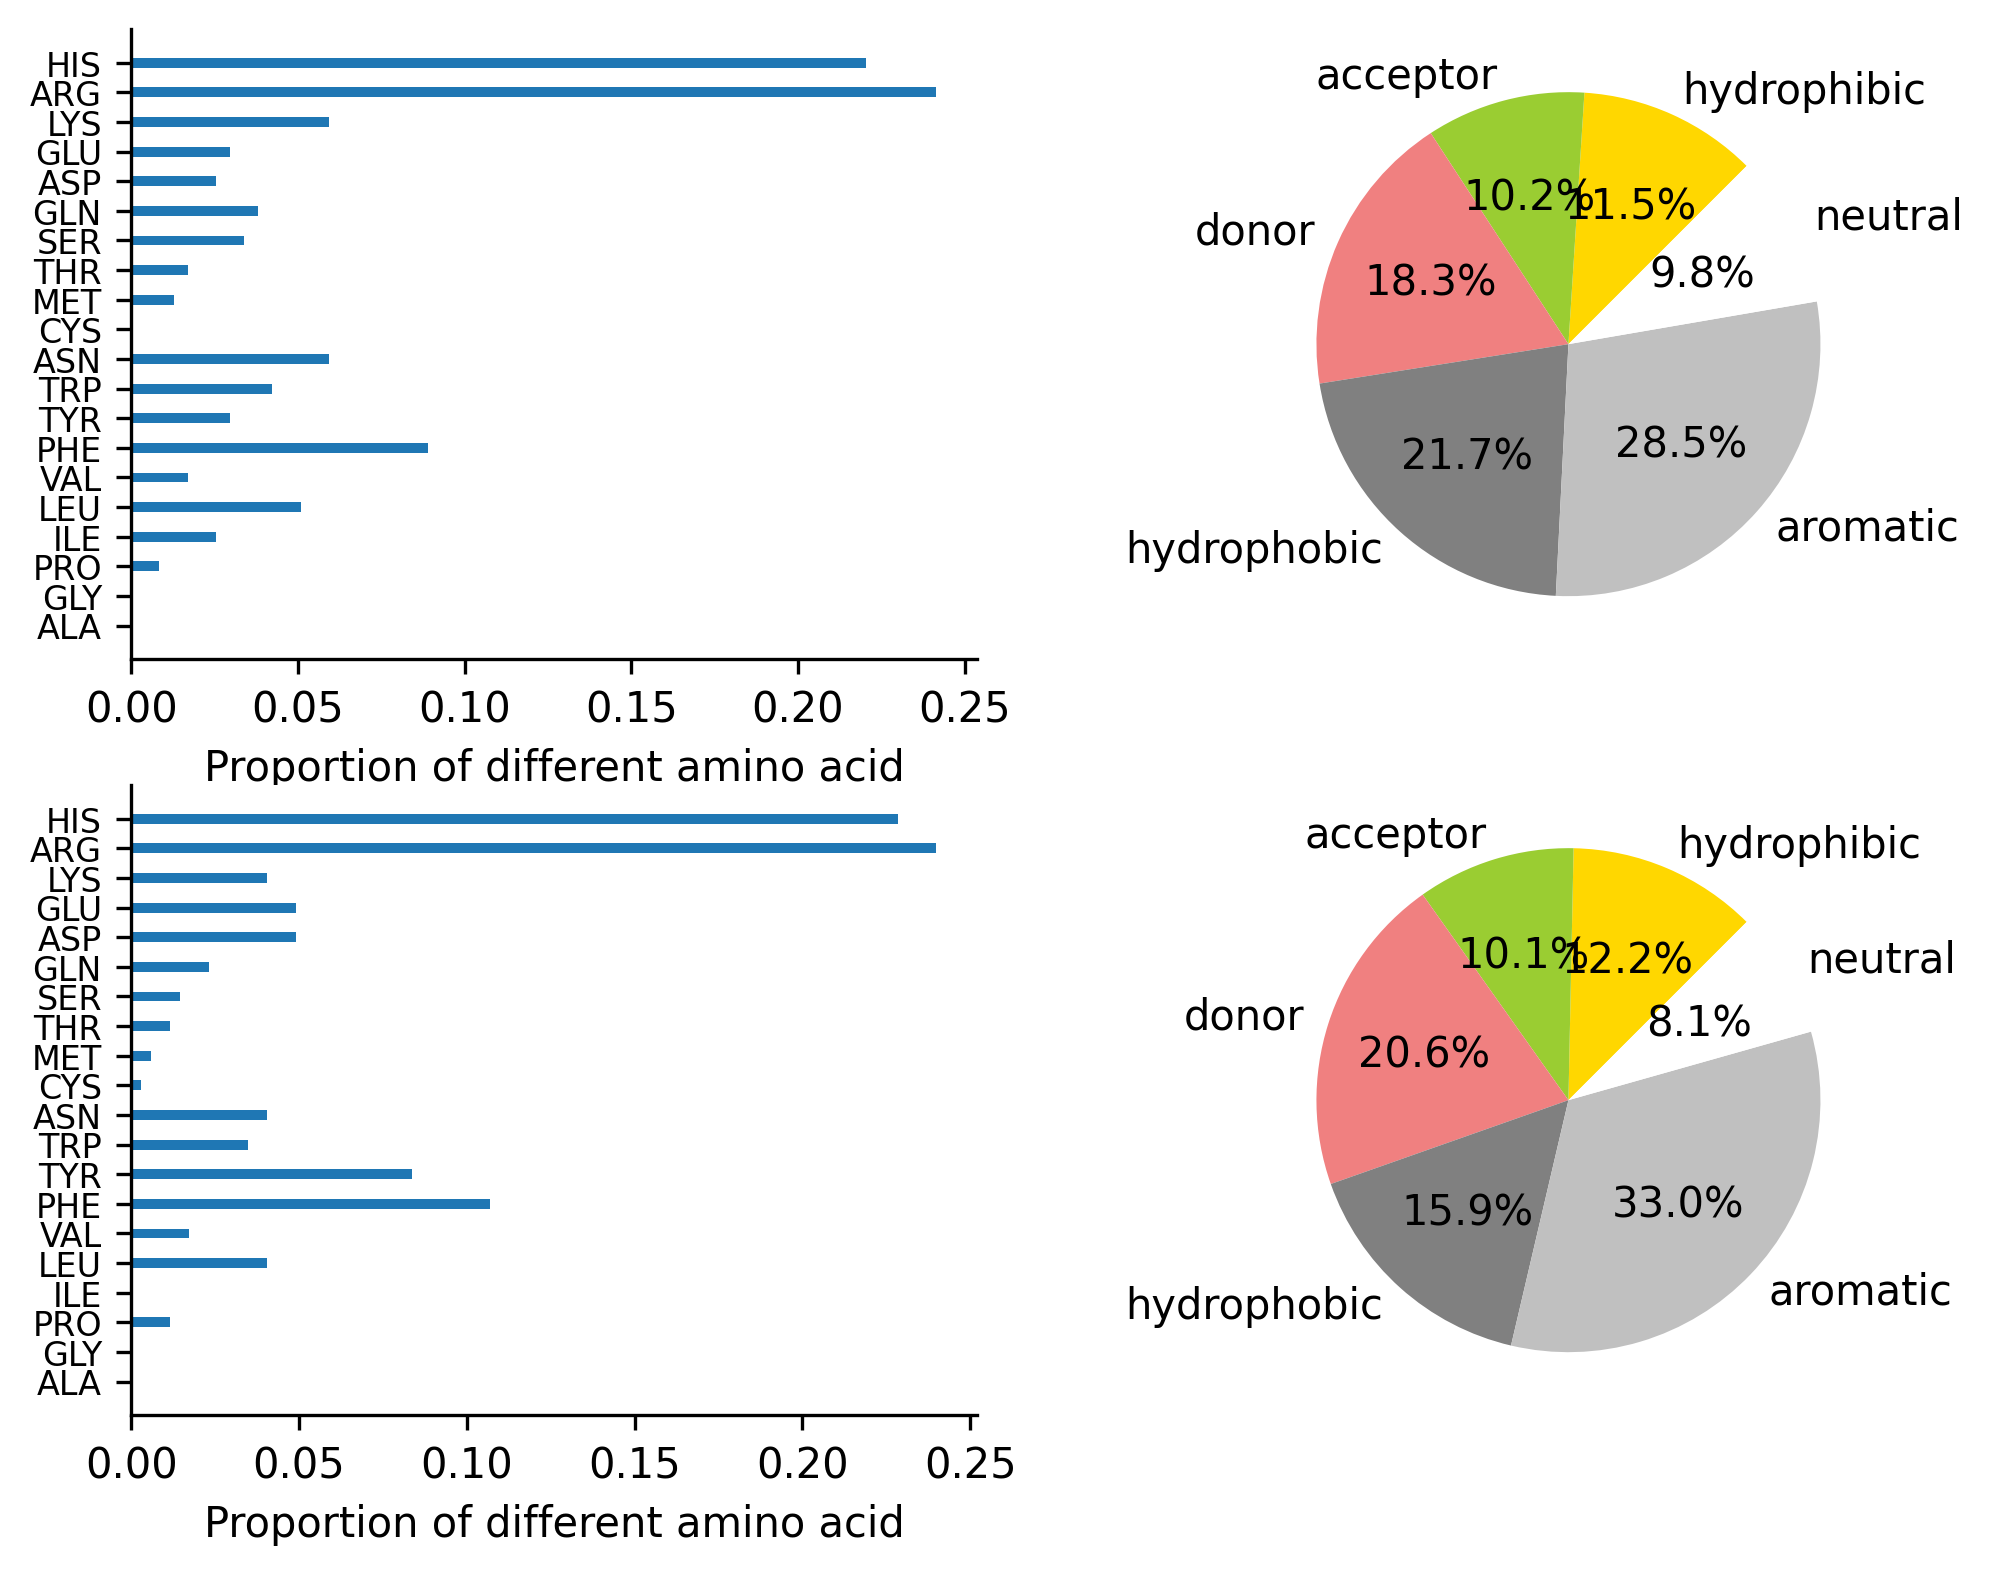 HIS
ARG
LYS
GLU
ASP
GLN
SER
THR
MET
CYS
ASN
TRP
TYR
PHE
VAL
LEU
ILE
PRO
GLY
ALA
0.00 0.05 0.10 0.15 0.20 0.25
Proportion of different amino acid
acceptor
hydrophibic
neutral
donor
10.2%
11.5%
9.8%
18.3%
21.7%
28.5%
hydrophobic
aromatic
HIS
ARG
LYS
GLU
ASP
GLN
SER
THR
MET
CYS
ASN
TRP
TYR
PHE
VAL
LEU
ILE
PRO
GLY
ALA
0.00 0.05 0.10 0.15 0.20 0.25
Proportion of different amino acid
acceptor
hydrophibic
neutral
donor
10.1%
12.2%
8.1%
20.6%
15.9%
33.0%
hydrophobic
aromatic